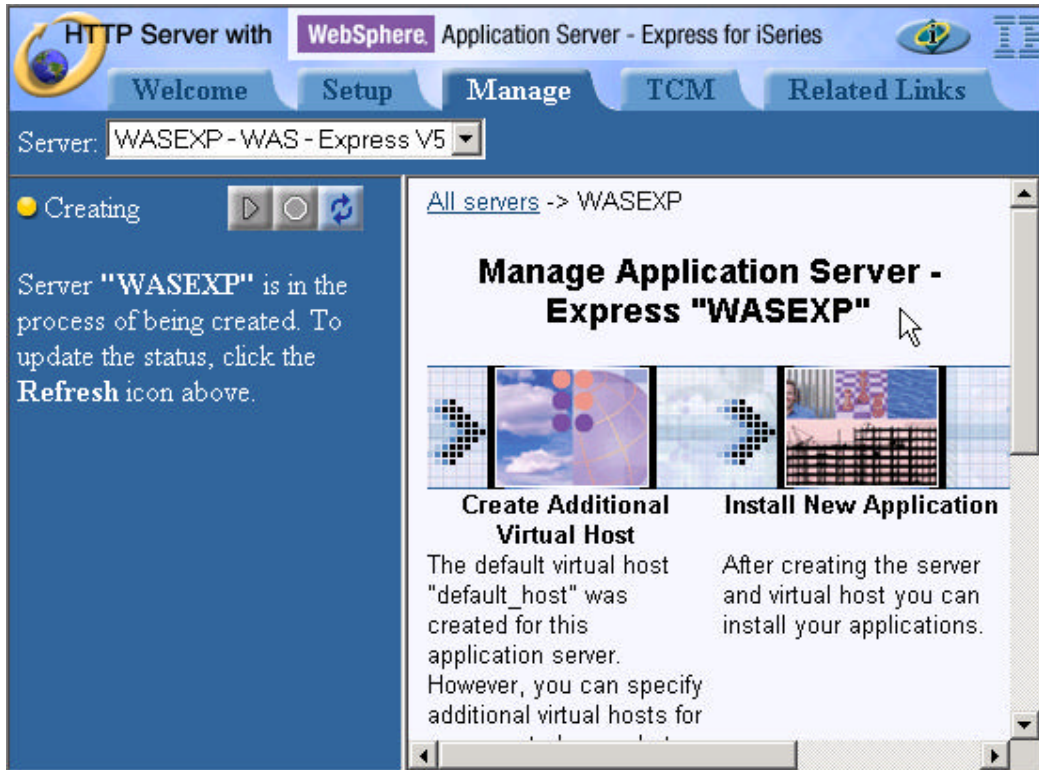 HTTP Server with WebSphere. Application Server - Express for iSeries
Welcome Setup Manage TCM Related Links
Server: WASEXP - WAS - Express V5
Creating
Server "WASEXP" is in the
process of being created. To
update the status, click the
Refresh icon above.
All servers -> WASEXP
Manage Application Server -
Express "WASEXP"
Create Additional
Virtual Host
The default virtual host
"default_host" was
created for this
application server.
However, you can specify
additional virtual hosts for
Install New Application
After creating the server
and virtual host you can
install your applications.